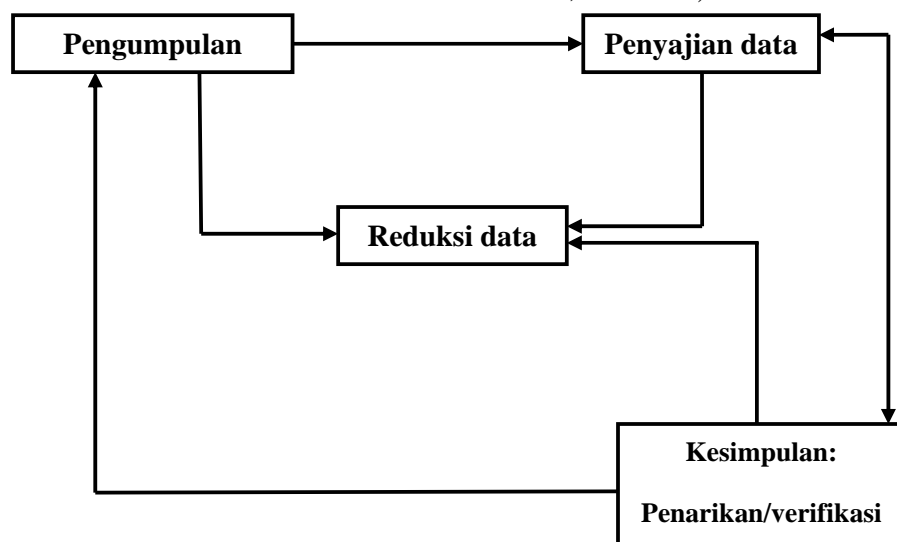 Pengumpulan
Penyajian data
Reduksi data
Kesimpulan:
Penarikan/verifikasi